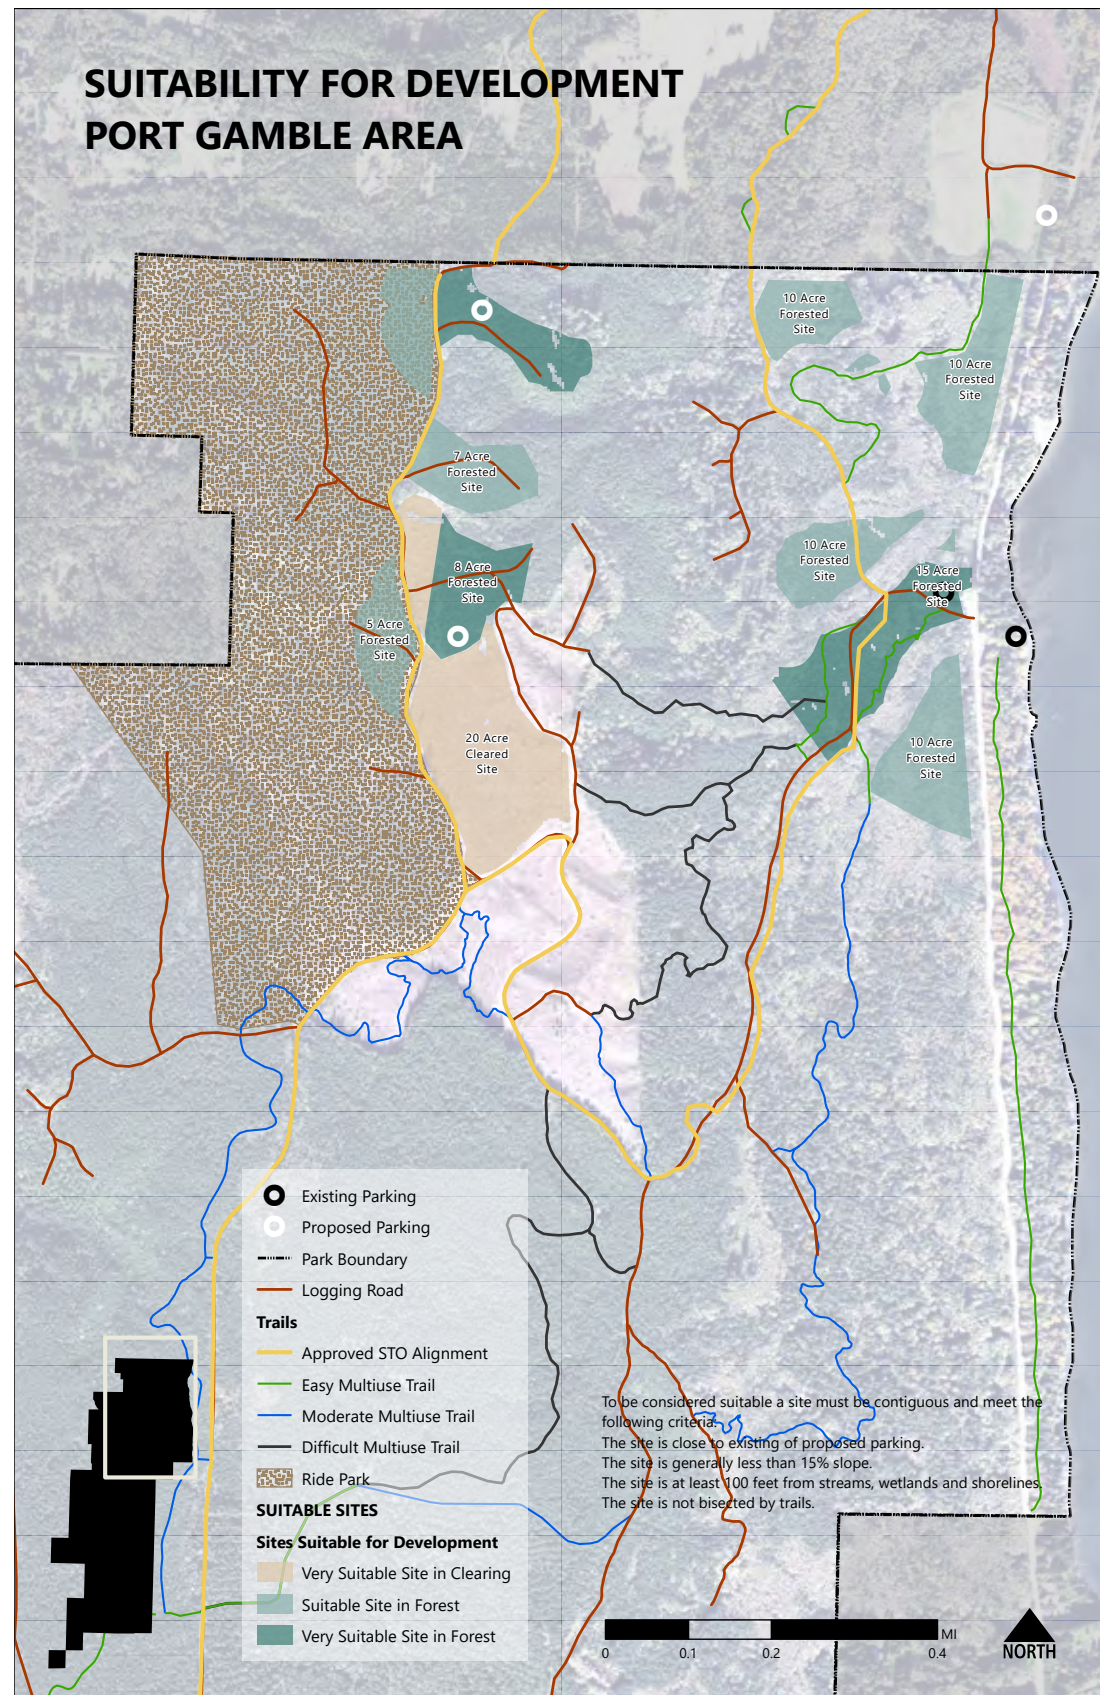 SUITABILITY FOR DEVELOPMENT
PORT GAMBLE AREA
10 Acre
Forested
Site
10 Acre
Forested
Site
7 Acre
Forested
Site
10 Acre
Forested
Site
8 Acre
Forested
Site
15 Acre
Forested
Site
5 Acre
Forested
Site
20 Acre
Cleared
Site
10 Acre
Forested
Site
Existing Parking
Proposed Parking
Park Boundary
Logging Road
Trails
Approved STO Alignment
Easy Multiuse Trail
Moderate Multiuse Trail
Difficult Multiuse Trail
Ride Park
SUITABLE SITES
Sites Suitable for Development
Very Suitable Site in Clearing
Suitable Site in Forest
Very Suitable Site in Forest
To be considered suitable a site must be contiguous and meet the
following criteria:
The site is close to existing of proposed parking.
The site is generally less than 15% slope.
The site is at least 100 feet from streams, wetlands and shorelines.
The site is not bisected by trails.
MI
0 0.1 0.2 0.4
NORTH